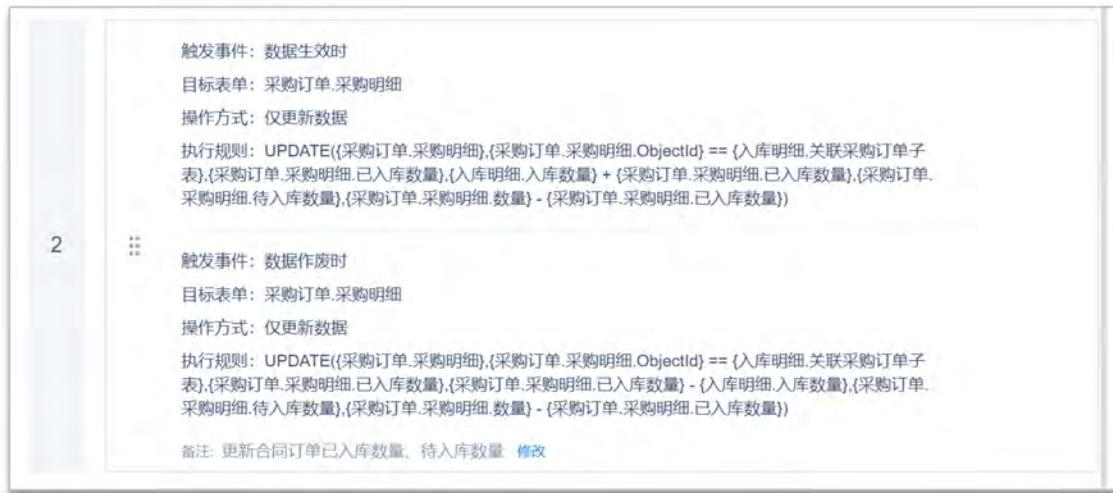 触发事件：数据生效时
目标表单：采购订单.采购明细
操作方式：仅更新数据
执行规则：UPDATE({采购订单.采购明细},{采购订单.采购明细.ObjectId} == {入库明细.关联采购订单子
表},{采购订单.采购明细.已入库数量},{入库明细.入库数量} + {采购订单.采购明细.已入库数量},{采购订单.
采购明细.待入库数量},{采购订单.采购明细.数量} - {采购订单.采购明细.已入库数量})
2
触发事件：数据作废时
目标表单：采购订单.采购明细
操作方式：仅更新数据
执行规则：UPDATE({采购订单.采购明细},{采购订单.采购明细.ObjectId} == {入库明细.关联采购订单子
表},{采购订单.采购明细.已入库数量},{采购订单.采购明细.已入库数量} - {入库明细.入库数量},{采购订单.
采购明细.待入库数量},{采购订单.采购明细.数量} - {采购订单.采购明细.已入库数量})
备注: 更新合同订单已入库数量、待入库数量 修改